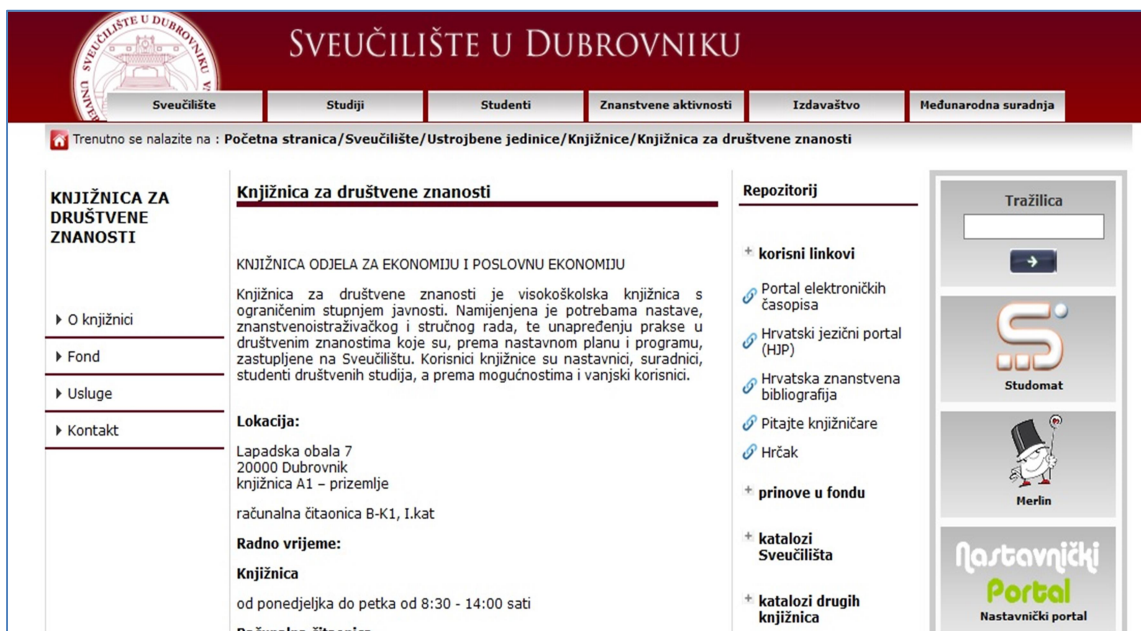 SVEUČILIŠTE U DUBROVNIKU
Sveučilište
Studiji
Studenti
Znanstvene aktivnosti
Izdavaštvo
Međunarodna suradnja
Trenutno se nalazite na : Početna stranica/Sveučilište/Ustrojbene jedinice/Knjižnice/Knjižnica za društvene znanosti
KNJIŽNICA ZA
DRUŠTVENE
ZNANOSTI
O knjižnici
Fond
Usluge
Kontakt
Knjižnica za društvene znanosti
KNJIŽNICA ODJELA ZA EKONOMIJU I POSLOVNU EKONOMIJU
Knjižnica za društvene znanosti je visokoškolska knjižnica s
ograničenim stupnjem javnosti. Namijenjena je potrebama nastave,
znanstvenoistraživačkog i stručnog rada, te unapređenju prakse u
društvenim znanostima koje su, prema nastavnom planu i programu,
zastupljene na Sveučilištu. Korisnici knjižnice su nastavnici, suradnici,
studenti društvenih studija, a prema mogućnostima i vanjski korisnici.
Lokacija:
Lapadska obala 7
20000 Dubrovnik
knjižnica A1 – prizemlje
računalna čitaonica B-K1, I.kat
Radno vrijeme:
Knjižnica
od ponedjeljka do petka od 8:30 - 14:00 sati
Računalna čitaonica
Repozitorij
korisni linkovi
Portal elektroničkih
časopisa
Hrvatski jezični portal
(HJP)
Hrvatska znanstvena
bibliografija
Pitajte knjižničare
Hrčak
prinove u fondu
katalozi
Sveučilišta
katalozi drugih
knjižnica
Tražilica
Studomat
Merlin
Nastavnički
Portal
Nastavnički portal